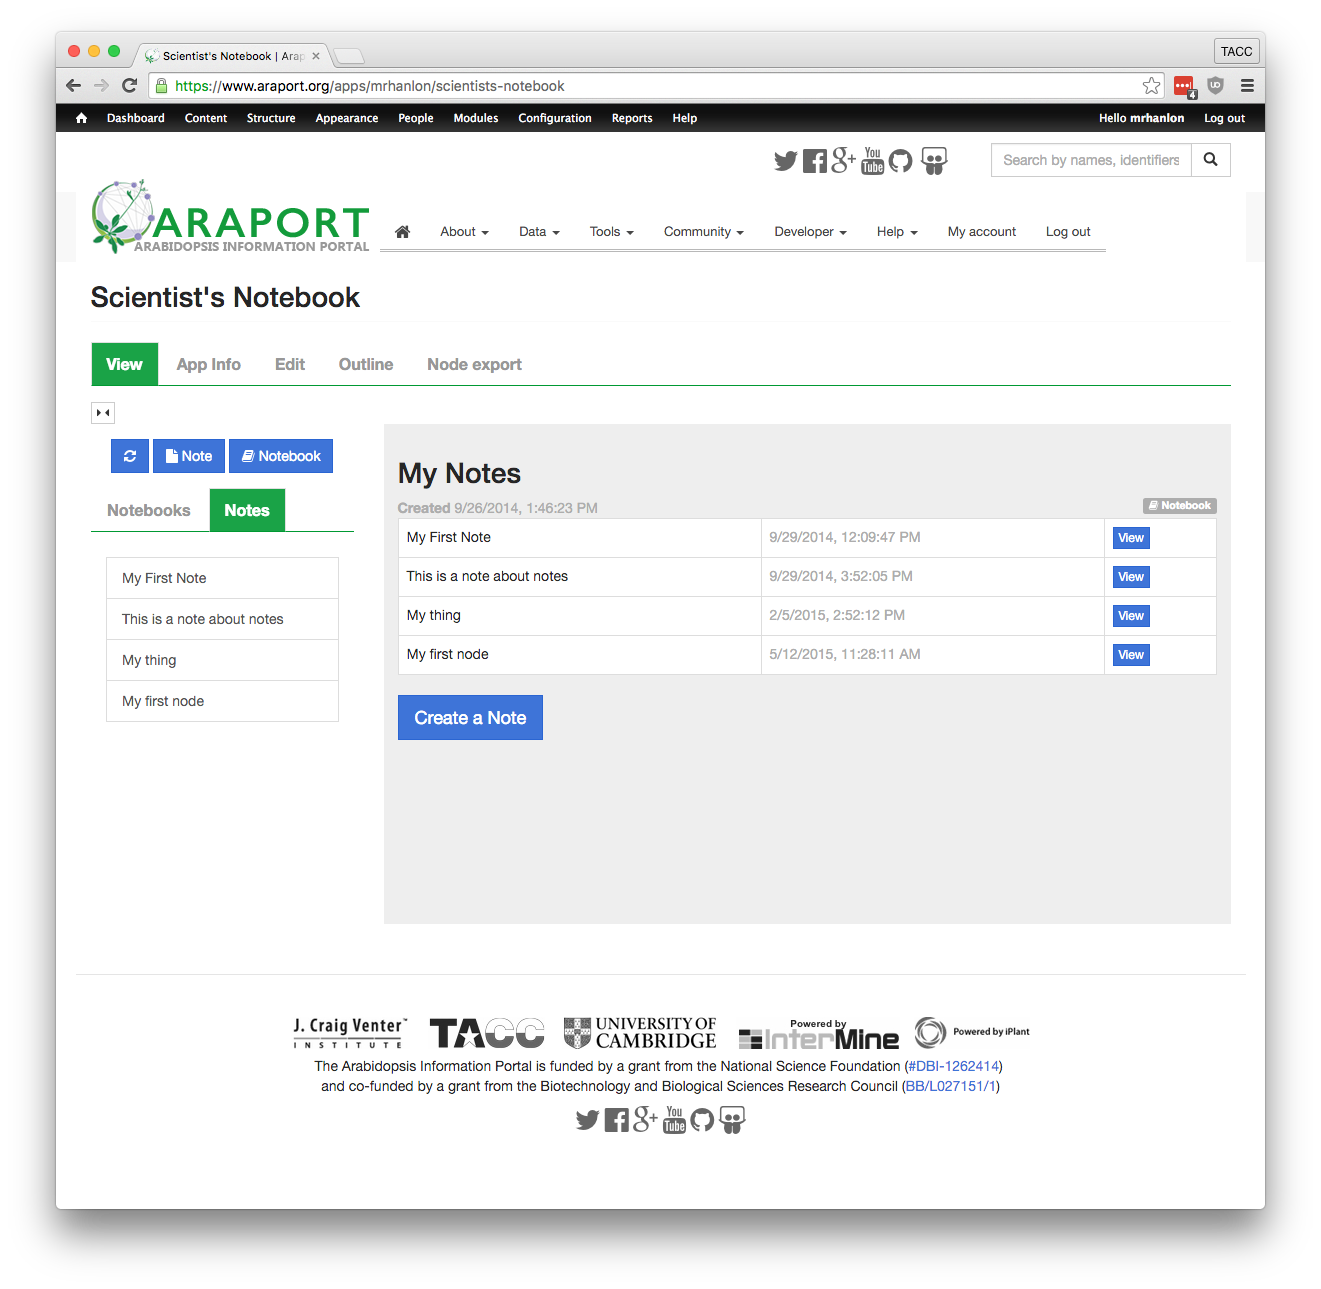 Scientist's Notebook | Arap
TACC
https://www.araport.org/apps/mrhanlon/scientists-notebook
4
Dashboard Content Structure Appearance People Modules Configuration Reports Help Hello mrhanlon Log out
You Tube
Search by names, identifiers
ARAPORT
ARABIDOPSIS INFORMATION PORTAL
About Data Tools Community Developer Help My account Log out
Scientist's Notebook
View App Info Edit Outline Node export
Note Notebook
Notebooks Notes
My First Note
This is a note about notes
My thing
My first node
My Notes
Created 9/26/2014, 1:46:23 PM Notebook
My First Note 9/29/2014, 12:09:47 PM View
This is a note about notes 9/29/2014, 3:52:05 PM View
My thing 2/5/2015, 2:52:12 PM View
My first node 5/12/2015, 11:28:11 AM View
Create a Note
J. Craig Venter™
INSTITUTE
TACC
UNIVERSITY OF
CAMBRIDGE
Powered by
InterMine
Powered by iPlant
The Arabidopsis Information Portal is funded by a grant from the National Science Foundation (#DBI-1262414)
and co-funded by a grant from the Biotechnology and Biological Sciences Research Council (BB/L027151/1)
You Tube